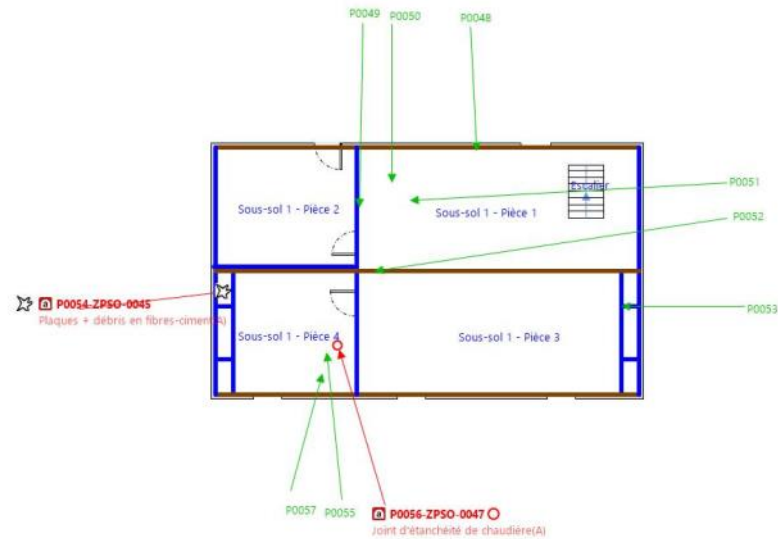 P0049
P0050
P0048
P0051
Escalier
Sous-sol 1 - Pièce 2
Sous-sol 1 - Pièce 1
P0052
a P0054-ZPSO-0045
Plaques + débris en fibres-ciment(A)
P0053
Sous-sol 1 - Pièce 4
Sous-sol 1 - Pièce 3
P0057
P0055
a P0056-ZPSO-0047
Joint d'étanchéité de chaudière(A)